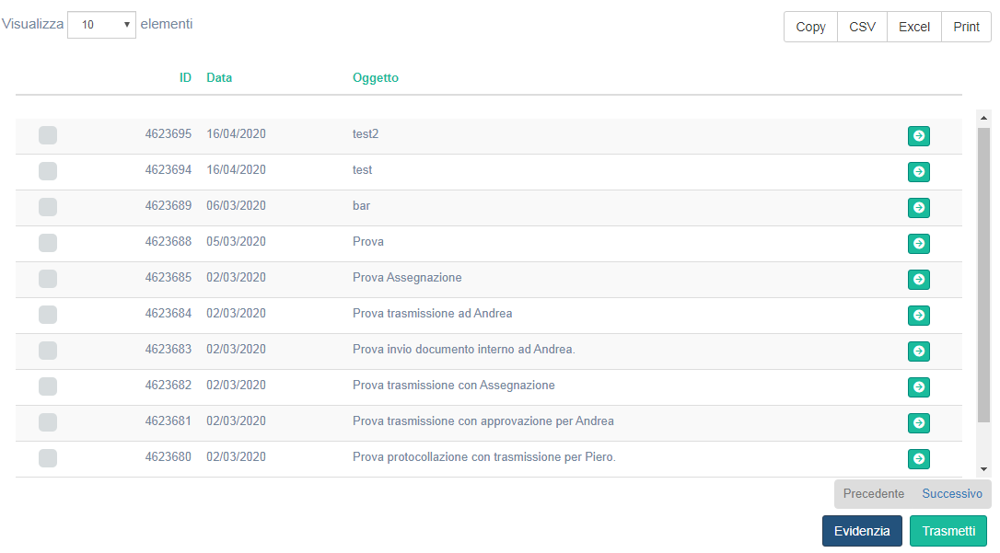 Visualizza 10 elementi
Copy CSV Excel Print
ID Data Oggetto
4623695 16/04/2020 test2
4623694 16/04/2020 test
4623689 06/03/2020 bar
4623688 05/03/2020 Prova
4623685 02/03/2020 Prova Assegnazione
4623684 02/03/2020 Prova trasmissione ad Andrea
4623683 02/03/2020 Prova invio documento interno ad Andrea.
4623682 02/03/2020 Prova trasmissione con Assegnazione
4623681 02/03/2020 Prova trasmissione con approvazione per Andrea
4623680 02/03/2020 Prova protocollazione con trasmissione per Piero.
Precedente Successivo
Evidenzia Trasmetti